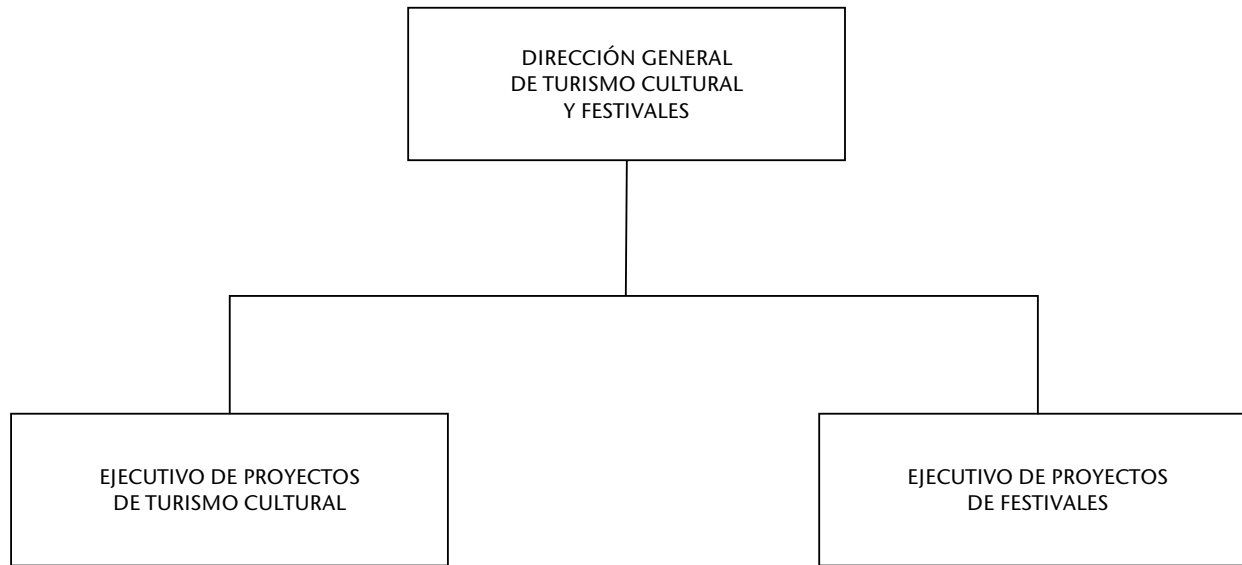 DIRECCIÓN GENERAL
DE TURISMO CULTURAL
Y FESTIVALES
EJECUTIVO DE PROYECTOS
DE TURISMO CULTURAL
EJECUTIVO DE PROYECTOS
DE FESTIVALES